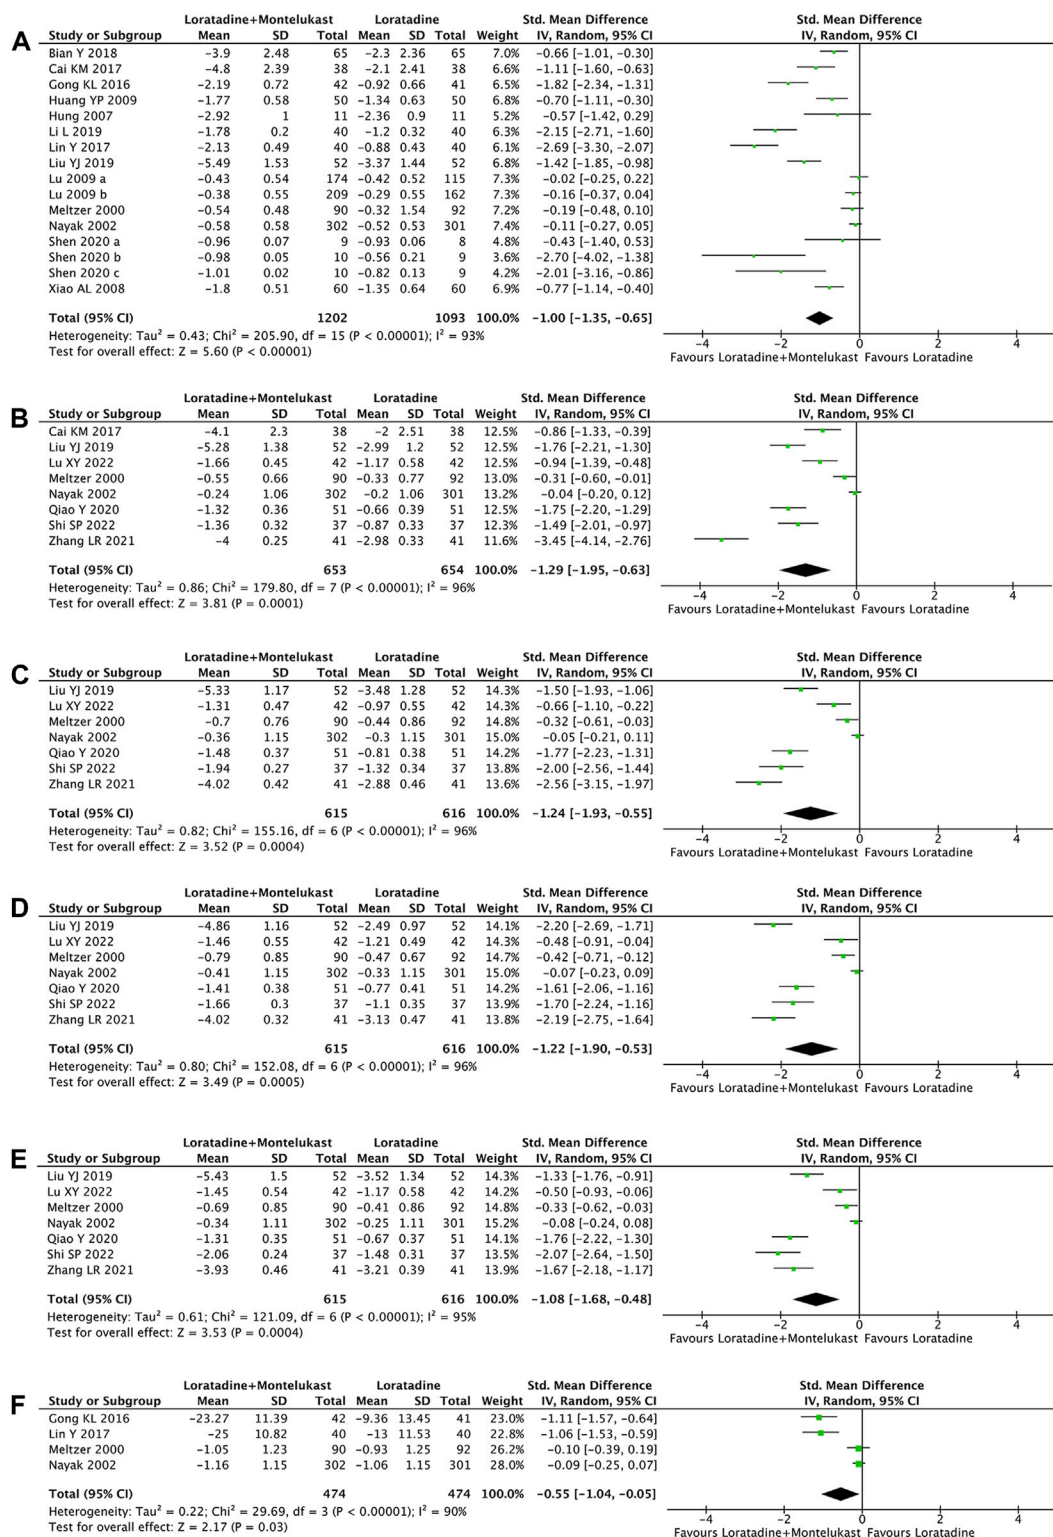 A
Loratadine+Montelukast Loratadine Std. Mean Difference Std. Mean Difference
Study or Subgroup Mean SD Total Mean SD Total Weight IV, Random, 95% CI IV, Random, 95% CI
Bian Y 2018 −3.9 2.48 65 −2.3 2.36 65 7.0% −0.66 [−1.01, −0.30]
Cai KM 2017 −4.8 2.39 38 −2.1 2.41 38 6.6% −1.11 [−1.60, −0.63]
Gong KL 2016 −2.19 0.72 42 −0.92 0.66 41 6.5% −1.82 [−2.34, −1.31]
Huang YP 2009 −1.77 0.58 50 −1.34 0.63 50 6.8% −0.70 [−1.11, −0.30]
Hung 2007 −2.92 1 11 −2.36 0.9 11 5.2% −0.57 [−1.42, 0.29]
Li L 2019 −1.78 0.2 40 −1.2 0.32 40 6.3% −2.15 [−2.71, −1.60]
Lin Y 2017 −2.13 0.49 40 −0.88 0.43 40 6.1% −2.69 [−3.30, −2.07]
Liu YJ 2019 −5.49 1.53 52 −3.37 1.44 52 6.8% −1.42 [−1.85, −0.98]
Lu 2009 a −0.43 0.54 174 −0.42 0.52 115 7.3% −0.02 [−0.25, 0.22]
Lu 2009 b −0.38 0.55 209 −0.29 0.55 162 7.3% −0.16 [−0.37, 0.04]
Meltzer 2000 −0.54 0.48 90 −0.32 1.54 92 7.2% −0.19 [−0.48, 0.10]
Nayak 2002 −0.58 0.58 302 −0.52 0.53 301 7.4% −0.11 [−0.27, 0.05]
Shen 2020 a −0.96 0.07 9 −0.93 0.06 8 4.8% −0.43 [−1.40, 0.53]
Shen 2020 b −0.98 0.05 10 −0.56 0.21 9 3.6% −2.70 [−4.02, −1.38]
Shen 2020 c −1.01 0.02 10 −0.82 0.13 9 4.2% −2.01 [−3.16, −0.86]
Xiao AL 2008 −1.8 0.51 60 −1.35 0.64 60 6.9% −0.77 [−1.14, −0.40]
Total (95% CI) 1202 1093 100.0% −1.00 [−1.35, −0.65]
Heterogeneity: Tau² = 0.43; Chi² = 205.90, df = 15 (P < 0.00001); I² = 93%
Test for overall effect: Z = 5.60 (P < 0.00001)
−4 −2 0 2 4
Favours Loratadine+Montelukast Favours Loratadine
B
Loratadine+Montelukast Loratadine Std. Mean Difference Std. Mean Difference
Study or Subgroup Mean SD Total Mean SD Total Weight IV, Random, 95% CI IV, Random, 95% CI
Cai KM 2017 −4.1 2.3 38 −2 2.51 38 12.5% −0.86 [−1.33, −0.39]
Liu YJ 2019 −5.28 1.38 52 −2.99 1.2 52 12.5% −1.76 [−2.21, −1.30]
Lu XY 2022 −1.66 0.45 42 −1.17 0.58 42 12.5% −0.94 [−1.39, −0.48]
Meltzer 2000 −0.55 0.66 90 −0.33 0.77 92 13.0% −0.31 [−0.60, −0.01]
Nayak 2002 −0.24 1.06 302 −0.2 1.06 301 13.2% −0.04 [−0.20, 0.12]
Qiao Y 2020 −1.32 0.36 51 −0.66 0.39 51 12.5% −1.75 [−2.20, −1.29]
Shi SP 2022 −1.36 0.32 37 −0.87 0.33 37 12.3% −1.49 [−2.01, −0.97]
Zhang LR 2021 −4 0.25 41 −2.98 0.33 41 11.6% −3.45 [−4.14, −2.76]
Total (95% CI) 653 654 100.0% −1.29 [−1.95, −0.63]
Heterogeneity: Tau² = 0.86; Chi² = 179.80, df = 7 (P < 0.00001); I² = 96%
Test for overall effect: Z = 3.81 (P = 0.0001)
−4 −2 0 2 4
Favours Loratadine+Montelukast Favours Loratadine
C
Loratadine+Montelukast Loratadine Std. Mean Difference Std. Mean Difference
Study or Subgroup Mean SD Total Mean SD Total Weight IV, Random, 95% CI IV, Random, 95% CI
Liu YJ 2019 −5.33 1.17 52 −3.48 1.28 52 14.3% −1.50 [−1.93, −1.06]
Lu XY 2022 −1.31 0.47 42 −0.97 0.55 42 14.3% −0.66 [−1.10, −0.22]
Meltzer 2000 −0.7 0.76 90 −0.44 0.86 92 14.8% −0.32 [−0.61, −0.03]
Nayak 2002 −0.36 1.15 302 −0.3 1.15 301 15.0% −0.05 [−0.21, 0.11]
Qiao Y 2020 −1.48 0.37 51 −0.81 0.38 51 14.2% −1.77 [−2.23, −1.31]
Shi SP 2022 −1.94 0.27 37 −1.32 0.34 37 13.8% −2.00 [−2.56, −1.44]
Zhang LR 2021 −4.02 0.42 41 −2.88 0.46 41 13.6% −2.56 [−3.15, −1.97]
Total (95% CI) 615 616 100.0% −1.24 [−1.93, −0.55]
Heterogeneity: Tau² = 0.82; Chi² = 155.16, df = 6 (P < 0.00001); I² = 96%
Test for overall effect: Z = 3.52 (P = 0.0004)
−4 −2 0 2 4
Favours Loratadine+Montelukast Favours Loratadine
D
Loratadine+Montelukast Loratadine Std. Mean Difference Std. Mean Difference
Study or Subgroup Mean SD Total Mean SD Total Weight IV, Random, 95% CI IV, Random, 95% CI
Liu YJ 2019 −4.86 1.16 52 −2.49 0.97 52 14.1% −2.20 [−2.69, −1.71]
Lu XY 2022 −1.46 0.55 42 −1.21 0.49 42 14.3% −0.48 [−0.91, −0.04]
Meltzer 2000 −0.79 0.85 90 −0.47 0.67 92 14.7% −0.42 [−0.71, −0.12]
Nayak 2002 −0.41 1.15 302 −0.33 1.15 301 15.0% −0.07 [−0.23, 0.09]
Qiao Y 2020 −1.41 0.38 51 −0.77 0.41 51 14.2% −1.61 [−2.06, −1.16]
Shi SP 2022 −1.66 0.3 37 −1.1 0.35 37 13.9% −1.70 [−2.24, −1.16]
Zhang LR 2021 −4.02 0.32 41 −3.13 0.47 41 13.8% −2.19 [−2.75, −1.64]
Total (95% CI) 615 616 100.0% −1.22 [−1.90, −0.53]
Heterogeneity: Tau² = 0.80; Chi² = 152.08, df = 6 (P < 0.00001); I² = 96%
Test for overall effect: Z = 3.49 (P = 0.0005)
−4 −2 0 2 4
Favours Loratadine+Montelukast Favours Loratadine
E
Loratadine+Montelukast Loratadine Std. Mean Difference Std. Mean Difference
Study or Subgroup Mean SD Total Mean SD Total Weight IV, Random, 95% CI IV, Random, 95% CI
Liu YJ 2019 −5.43 1.5 52 −3.52 1.34 52 14.3% −1.33 [−1.76, −0.91]
Lu XY 2022 −1.45 0.54 42 −1.17 0.58 42 14.2% −0.50 [−0.93, −0.06]
Meltzer 2000 −0.69 0.85 90 −0.41 0.86 92 14.9% −0.33 [−0.62, −0.03]
Nayak 2002 −0.34 1.11 302 −0.25 1.11 301 15.2% −0.08 [−0.24, 0.08]
Qiao Y 2020 −1.31 0.35 51 −0.67 0.37 51 14.1% −1.76 [−2.22, −1.30]
Shi SP 2022 −2.06 0.24 37 −1.48 0.31 37 13.5% −2.07 [−2.64, −1.50]
Zhang LR 2021 −3.93 0.46 41 −3.21 0.39 41 13.9% −1.67 [−2.18, −1.17]
Total (95% CI) 615 616 100.0% −1.08 [−1.68, −0.48]
Heterogeneity: Tau² = 0.61; Chi² = 121.09, df = 6 (P < 0.00001); I² = 95%
Test for overall effect: Z = 3.53 (P = 0.0004)
−4 −2 0 2 4
Favours Loratadine+Montelukast Favours Loratadine
F
Loratadine+Montelukast Loratadine Std. Mean Difference Std. Mean Difference
Study or Subgroup Mean SD Total Mean SD Total Weight IV, Random, 95% CI IV, Random, 95% CI
Gong KL 2016 −23.27 11.39 42 −9.36 13.45 41 23.0% −1.11 [−1.57, −0.64]
Lin Y 2017 −25 10.82 40 −13 11.53 40 22.8% −1.06 [−1.53, −0.59]
Meltzer 2000 −1.05 1.23 90 −0.93 1.25 92 26.2% −0.10 [−0.39, 0.19]
Nayak 2002 −1.16 1.15 302 −1.06 1.15 301 28.0% −0.09 [−0.25, 0.07]
Total (95% CI) 474 474 100.0% −0.55 [−1.04, −0.05]
Heterogeneity: Tau² = 0.22; Chi² = 29.69, df = 3 (P < 0.00001); I² = 90%
Test for overall effect: Z = 2.17 (P = 0.03)
−4 −2 0 2 4
Favours Loratadine+Montelukast Favours Loratadine